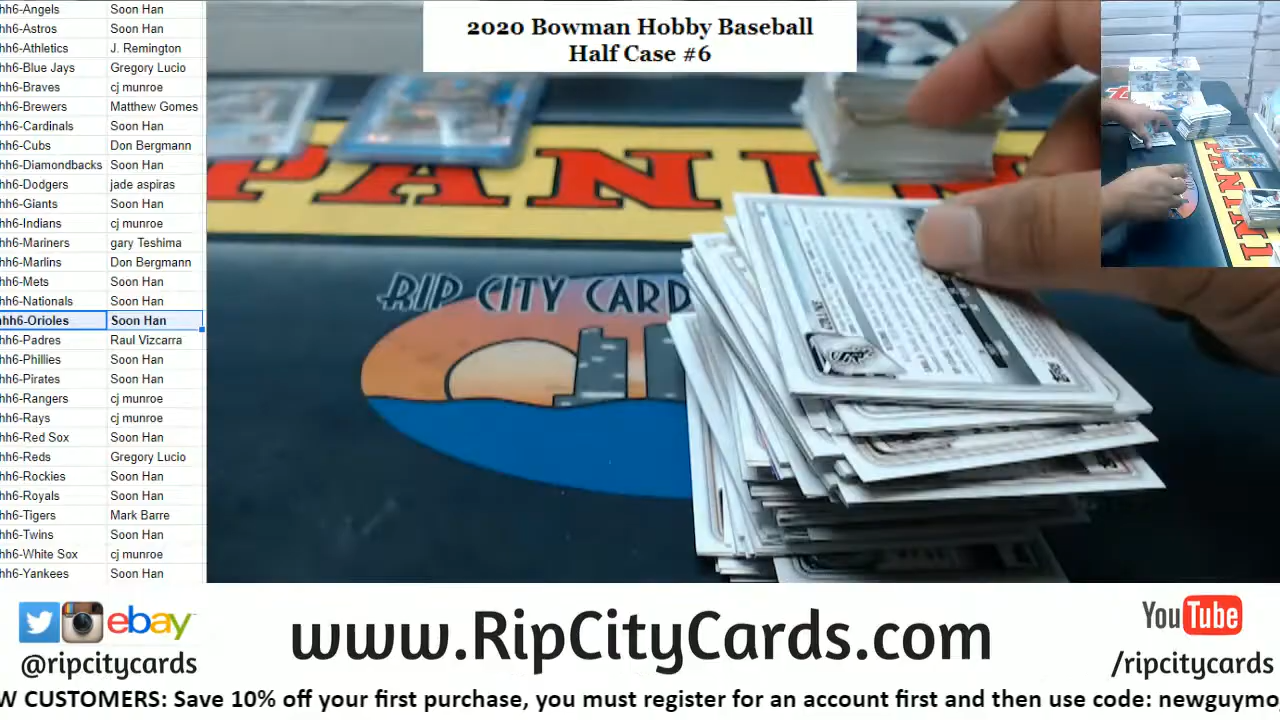 hh6-Angels Soon Han
hh6-Astros Soon Han
hh6-Athletics J. Remington
hh6-Blue Jays Gregory Lucio
hh6-Braves cj munroe
hh6-Brewers Matthew Gomes
hh6-Cardinals Soon Han
hh6-Cubs Don Bergmann
hh6-Diamondbacks Soon Han
hh6-Dodgers jade aspiras
hh6-Giants Soon Han
hh6-Indians cj munroe
hh6-Mariners gary Teshima
hh6-Marlins Don Bergmann
hh6-Mets Soon Han
hh6-Nationals Soon Han
hh6-Orioles Soon Han
hh6-Padres Raul Vizcarra
hh6-Phillies Soon Han
hh6-Pirates Soon Han
hh6-Rangers cj munroe
hh6-Rays cj munroe
hh6-Red Sox Soon Han
hh6-Reds Gregory Lucio
hh6-Rockies Soon Han
hh6-Royals Soon Han
hh6-Tigers Mark Barre
hh6-Twins Soon Han
hh6-White Sox cj munroe
hh6-Yankees Soon Han
2020 Bowman Hobby Baseball
Half Case #6
PANINI
RIP CITY CARD
ebay
@ripcitycards
www.RipCityCards.com
YouTube
/ripcitycards
W CUSTOMERS: Save 10% off your first purchase, you must register for an account first and then use code: newguymo